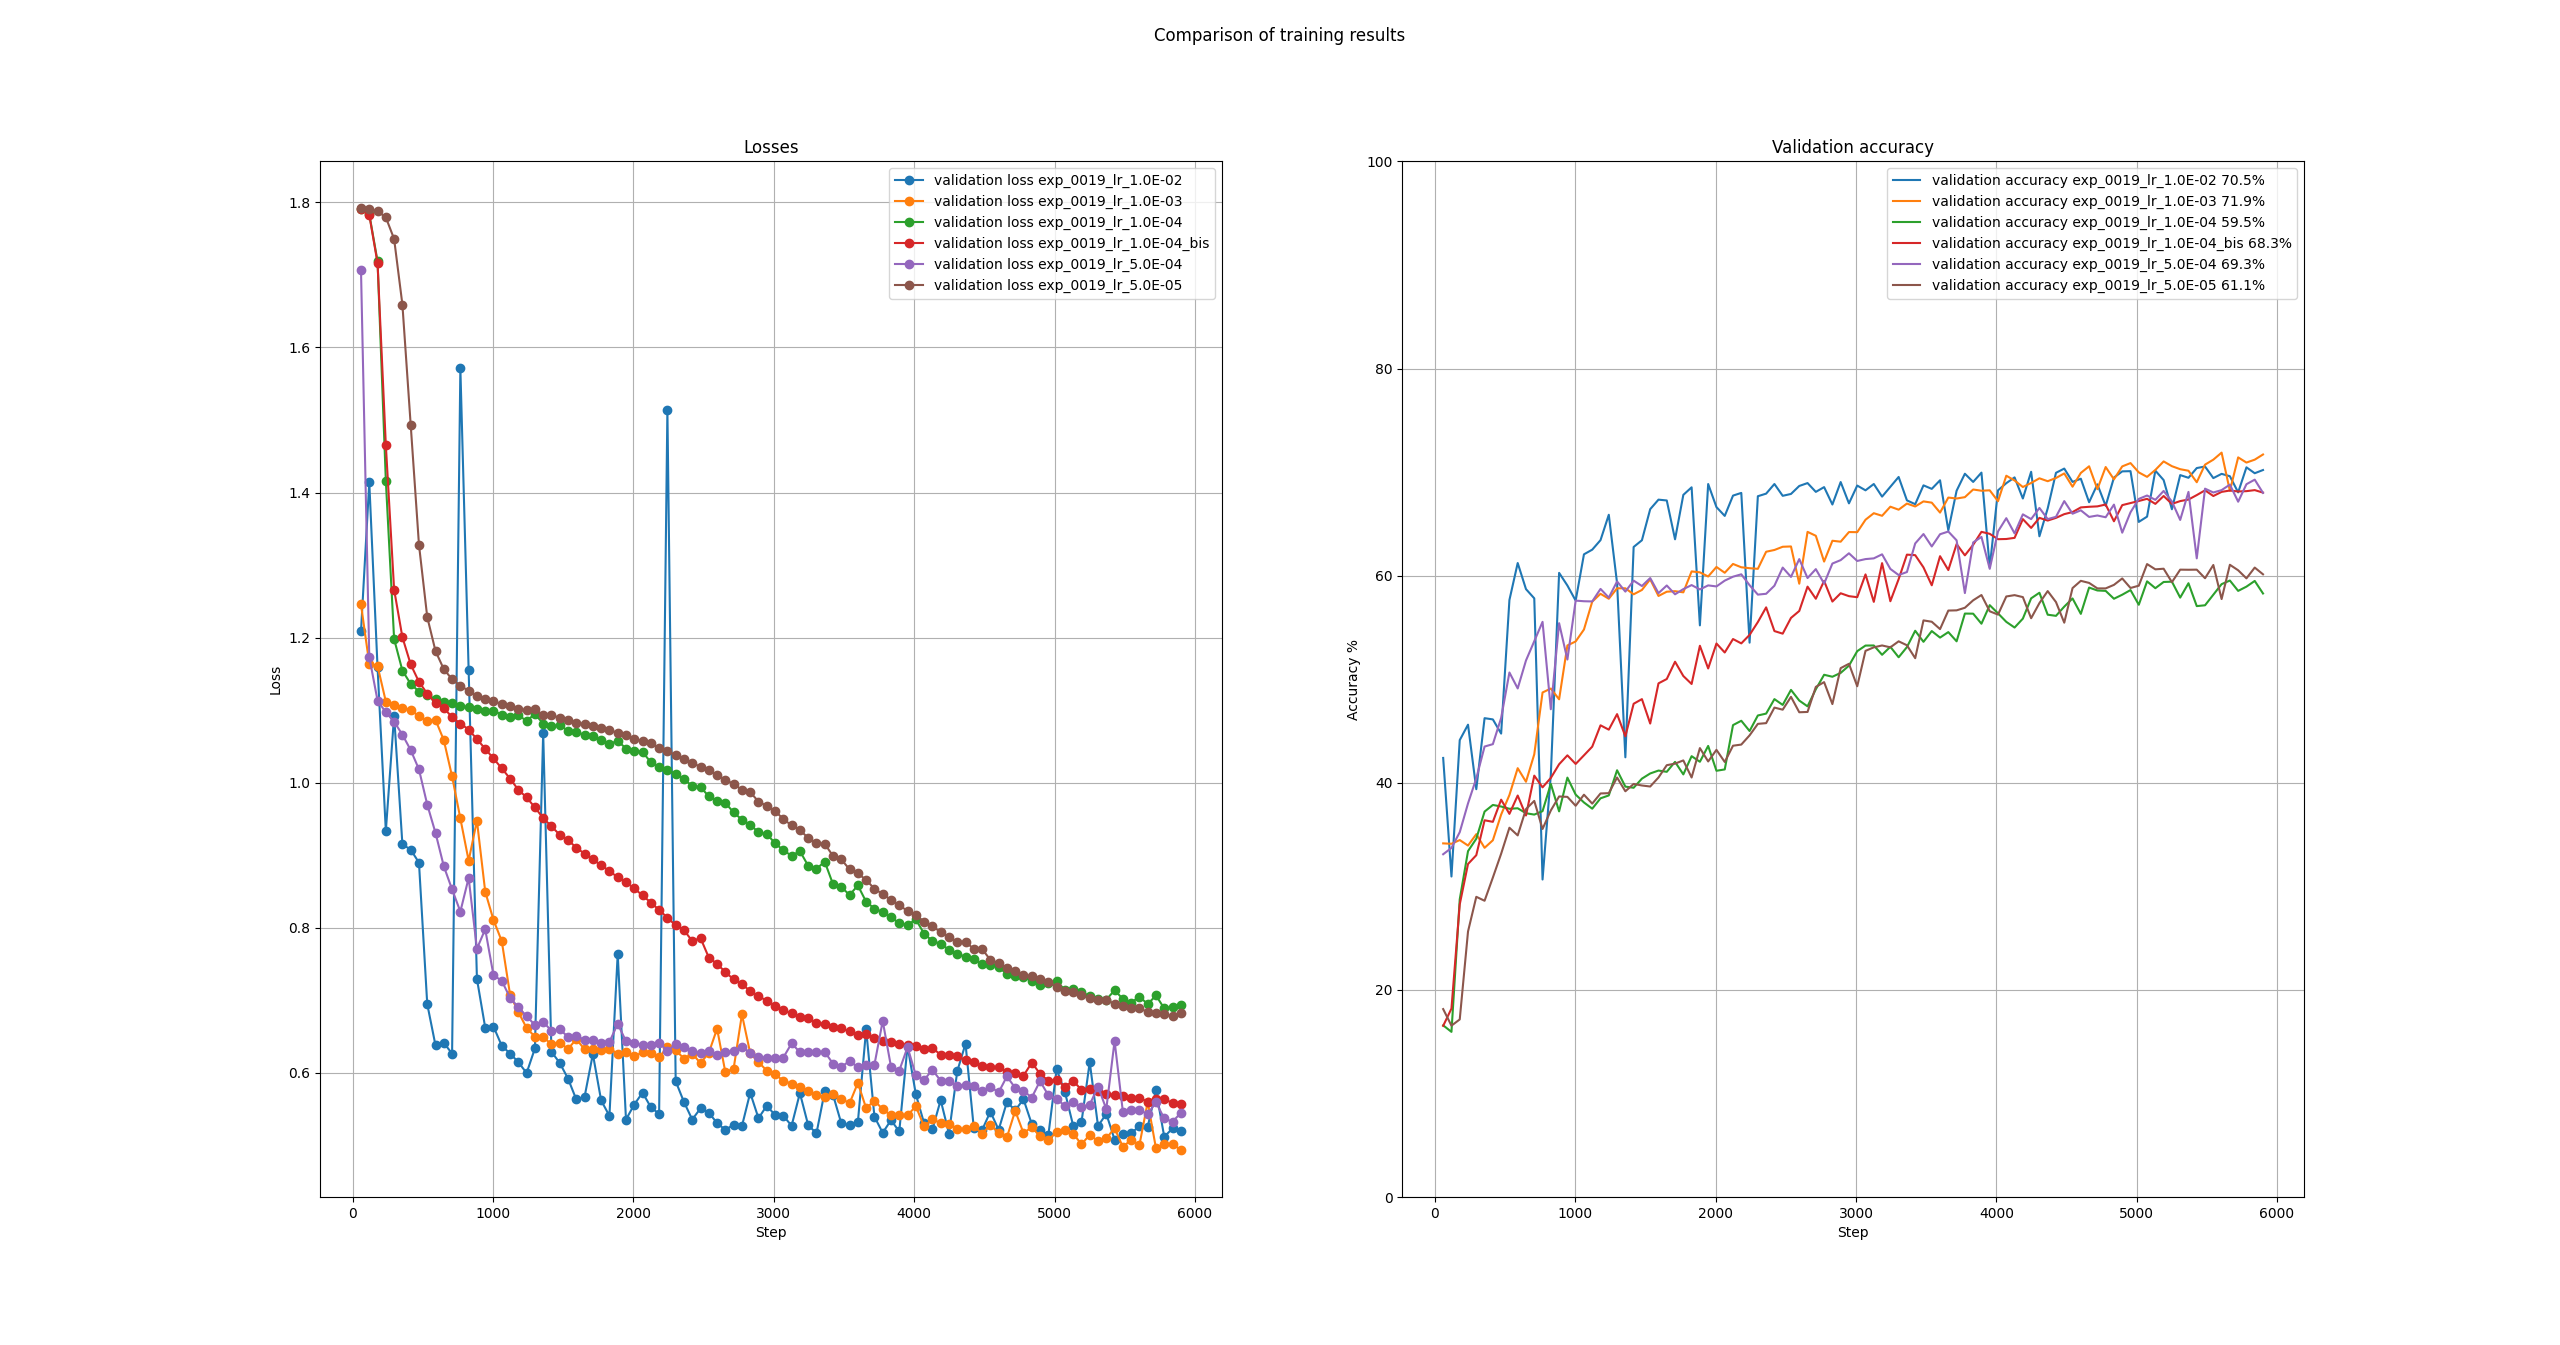 Comparison of training results
Losses
validation loss exp_0019_lr_1.0E-02
validation loss exp_0019_lr_1.0E-03
validation loss exp_0019_lr_1.0E-04
validation loss exp_0019_lr_1.0E-04_bis
validation loss exp_0019_lr_5.0E-04
validation loss exp_0019_lr_5.0E-05
1.8
1.6
1.4
1.2
1.0
0.8
0.6
Loss
0 1000 2000 3000 4000 5000 6000
Step
Validation accuracy
validation accuracy exp_0019_lr_1.0E-02 70.5%
validation accuracy exp_0019_lr_1.0E-03 71.9%
validation accuracy exp_0019_lr_1.0E-04 59.5%
validation accuracy exp_0019_lr_1.0E-04_bis 68.3%
validation accuracy exp_0019_lr_5.0E-04 69.3%
validation accuracy exp_0019_lr_5.0E-05 61.1%
100
80
60
40
20
0
Accuracy %
0 1000 2000 3000 4000 5000 6000
Step